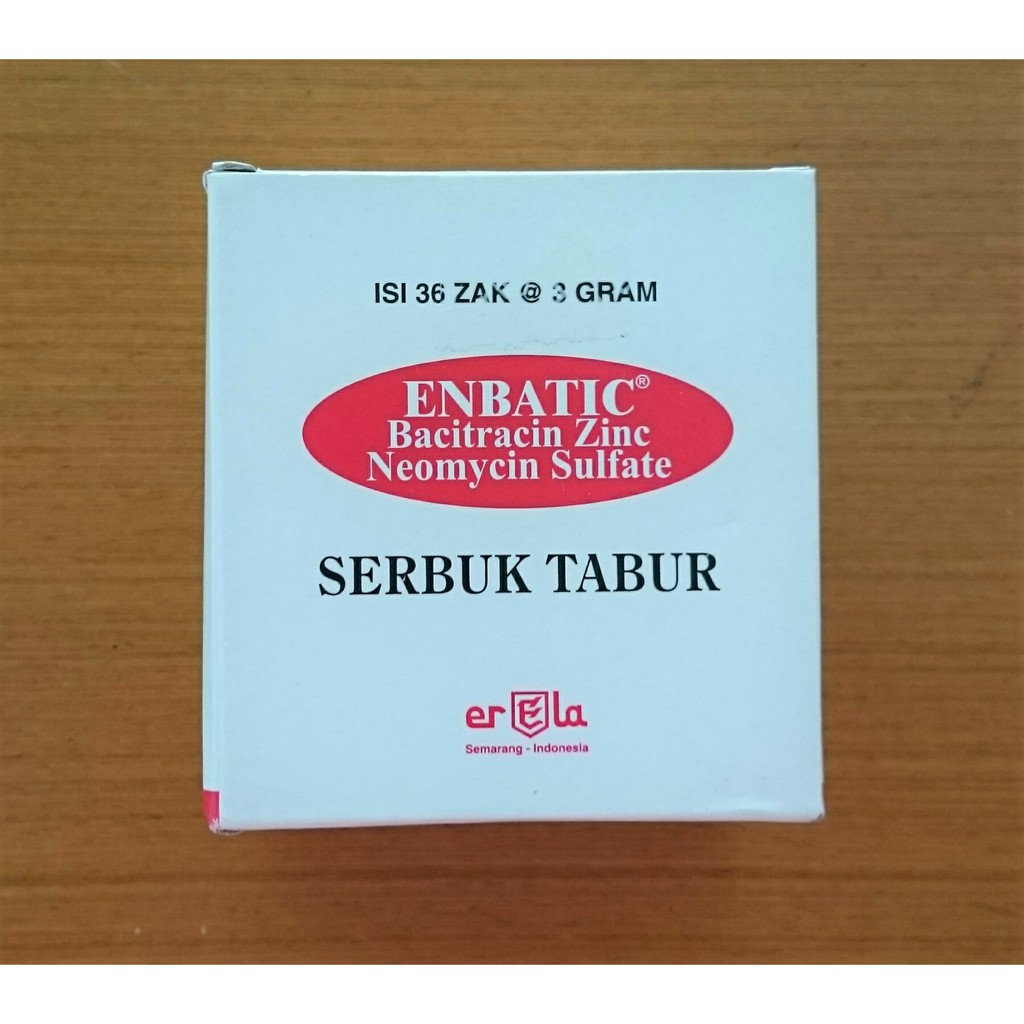 ISI 36 ZAK @ 3 GRAM
ENBATIC®
Bacitracin Zinc
Neomycin Sulfate
SERBUK TABUR
erEla
Semarang - Indonesia